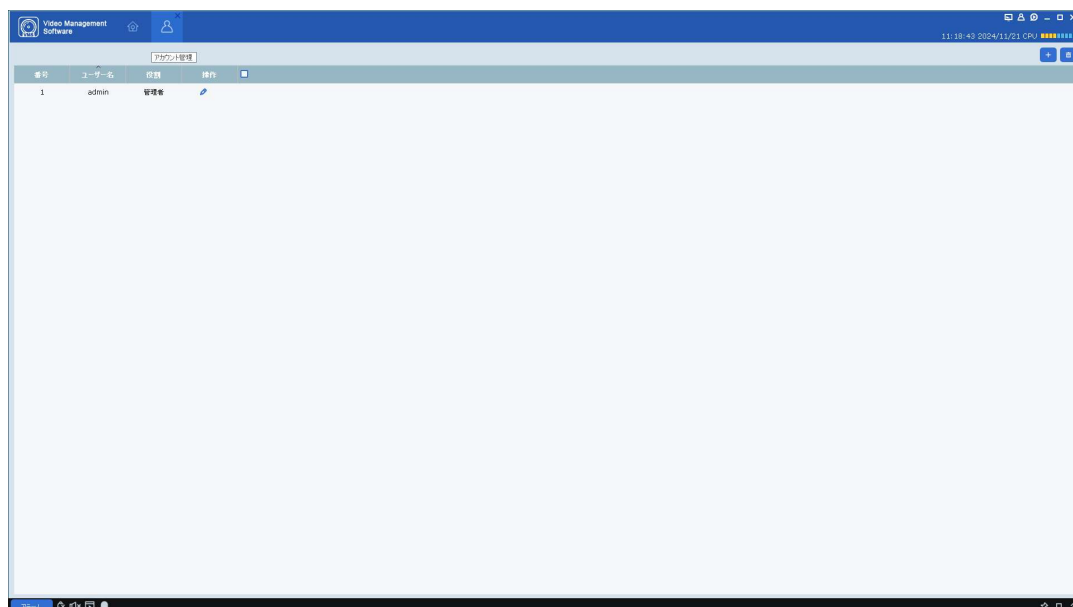 Video Management
Software
11:18:43 2024/11/21 CPU
アカウント管理
番号 ユーザー名 役割 操作
1 admin 管理者